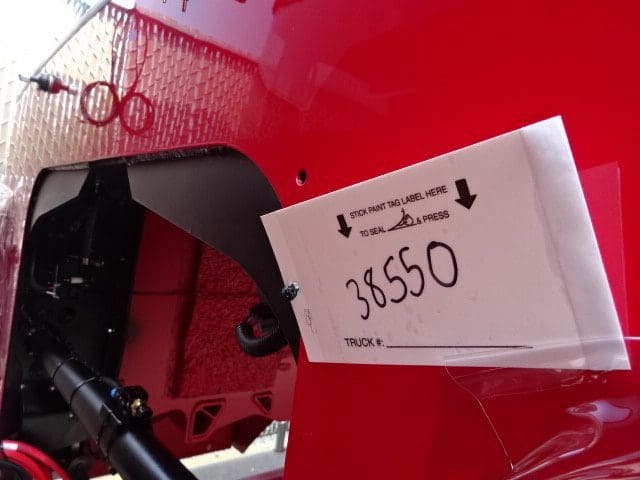 STICK PAINT TAG LABEL HERE
TO SEAL & PRESS
38550
TRUCK #: